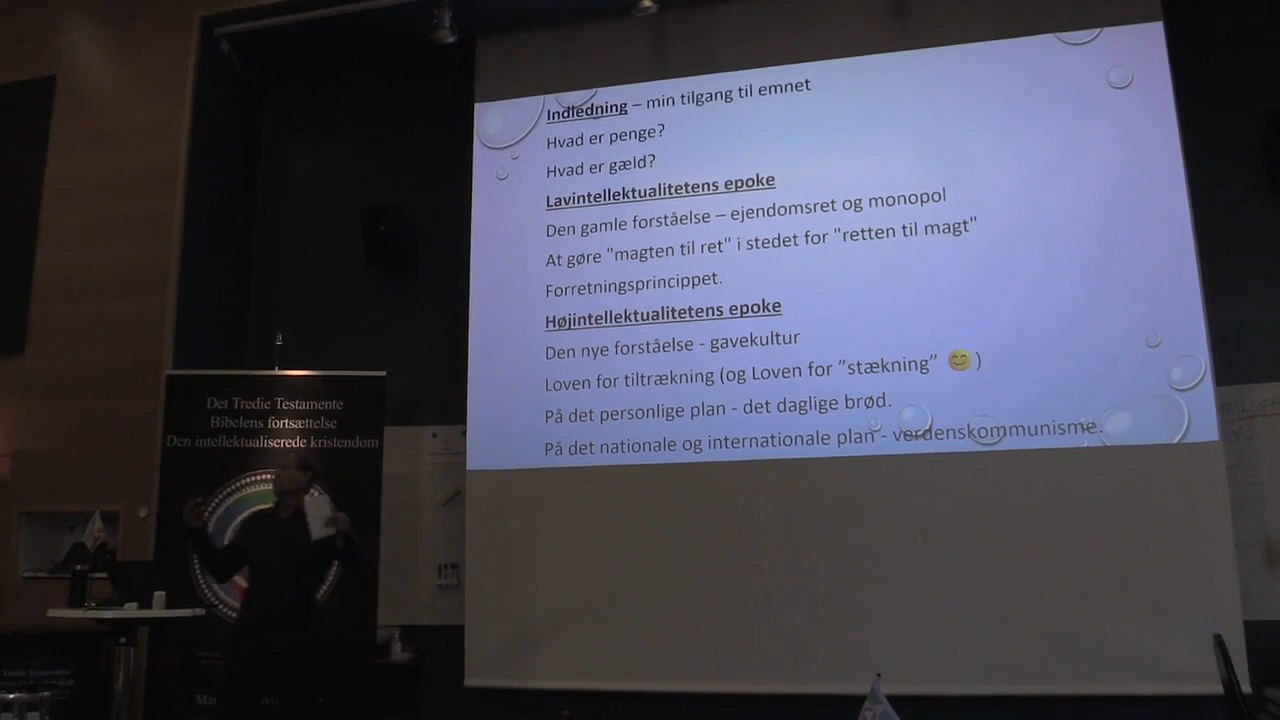 Indledning – min tilgang til emnet
Hvad er penge?
Hvad er gæld?
Lavintellektualitetens epoke
Den gamle forståelse – ejendomsret og monopol
At gøre "magten til ret" i stedet for "retten til magt"
Forretningsprincippet.
Højintellektualitetens epoke
Den nye forståelse - gavekultur
Loven for tiltrækning (og Loven for ”stækning” 😊)
På det personlige plan - det daglige brød.
På det nationale og internationale plan - verdenskommunisme.
Det Tredie Testamente
Bibelens fortsættelse
Den intellektualiserede kristendom